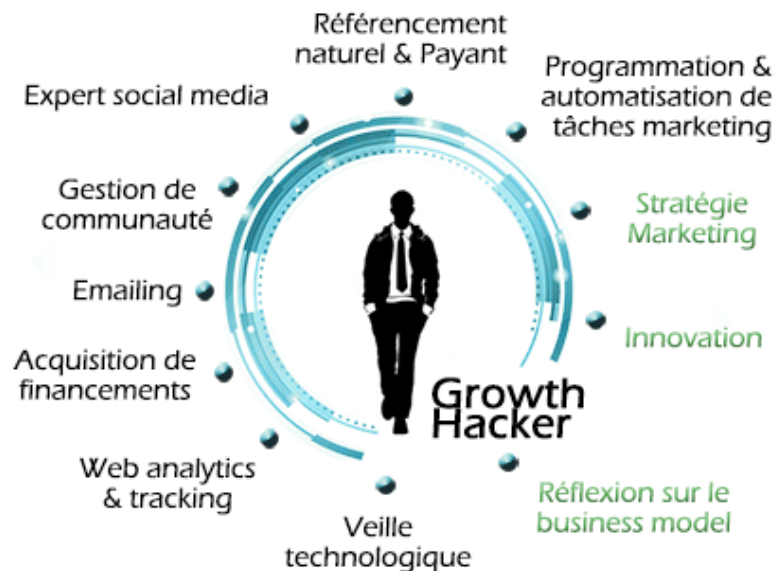 Référencement
naturel & Payant
Programmation &
automatisation de
tâches marketing
Expert social media
Gestion de
communauté
Stratégie
Marketing
Emailing
Innovation
Acquisition de
financements
Growth
Hacker
Web analytics
& tracking
Réflexion sur le
business model
Veille
technologique